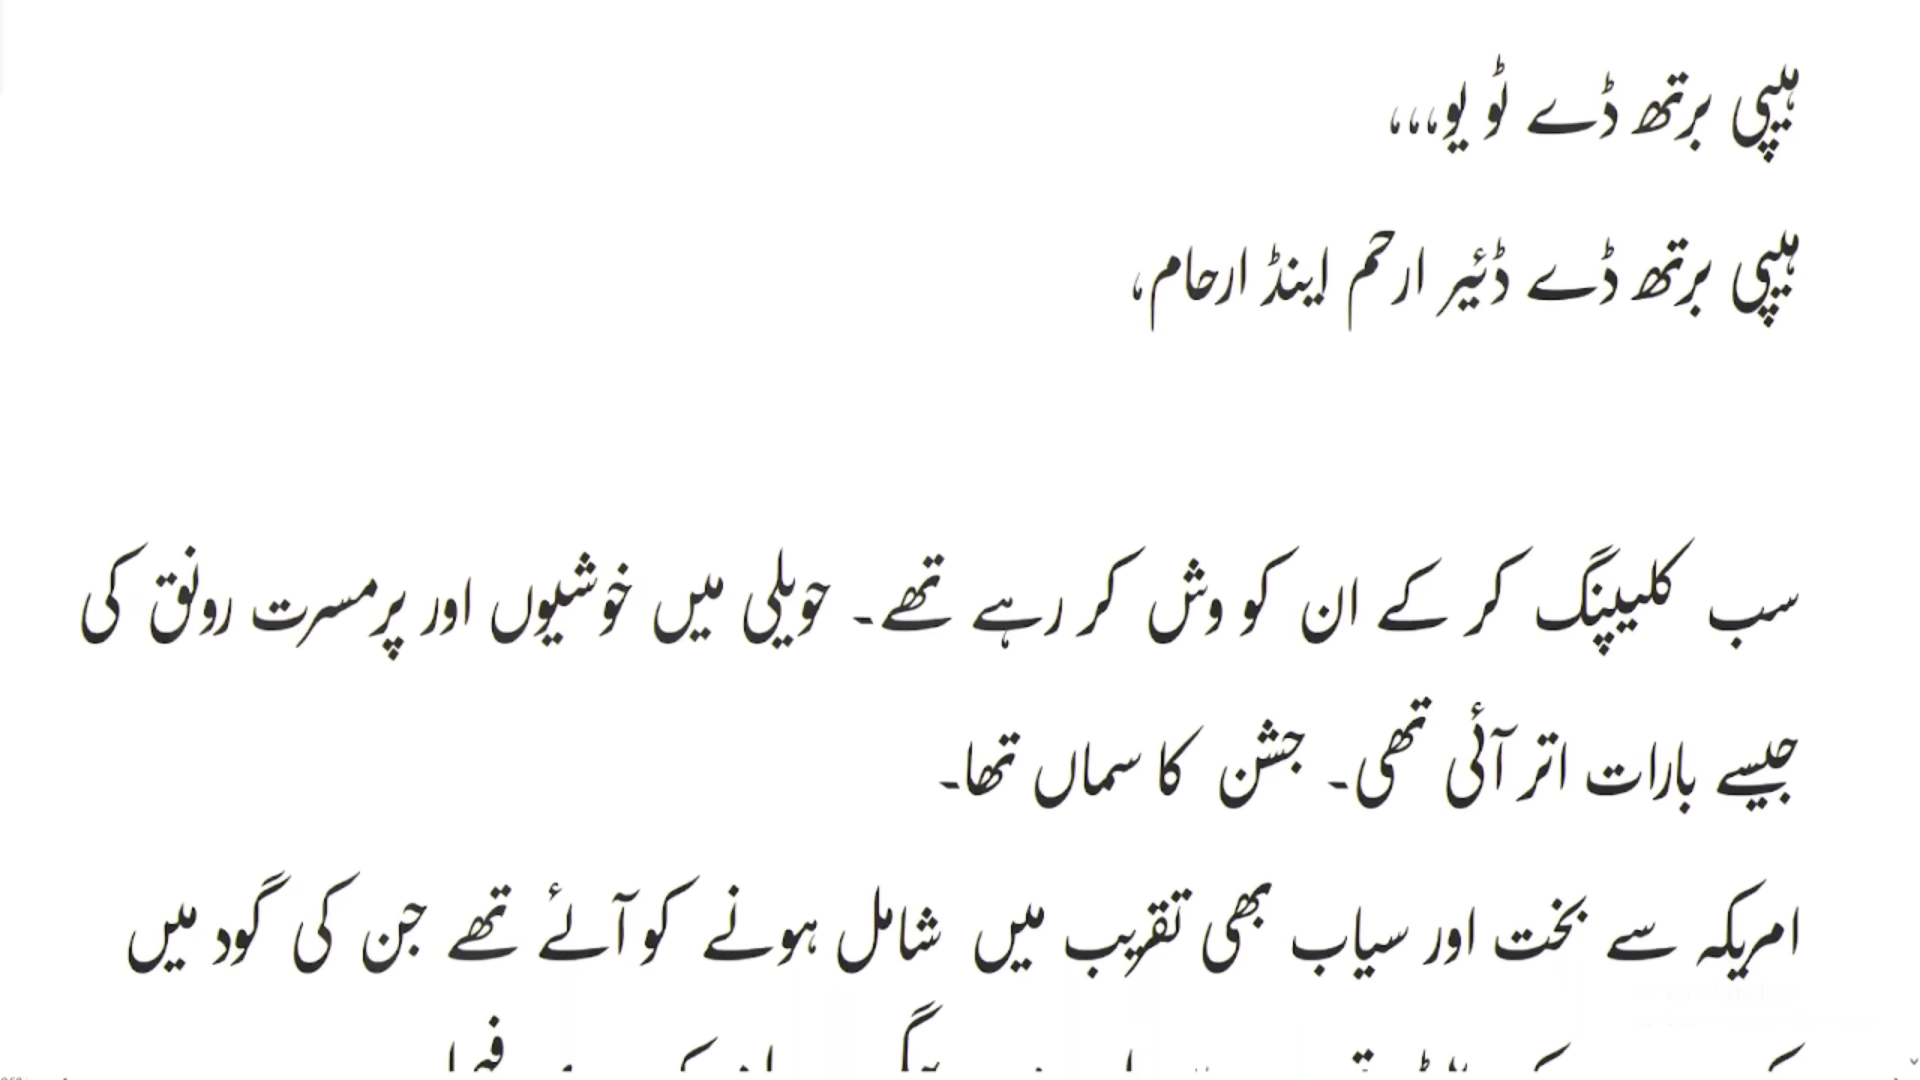 ہیپی برتھ ڈے ٹو یو،،،،
ہیپی برتھ ڈے ڈئیر ارحم اینڈ ارحام،
سب کلیپنگ کر کے ان کو وش کر رہے تھے۔ حویلی میں خوشیوں اور پرمسرت رونق کی
جیسے بارات اتر آئی تھی۔ جشن کا سماں تھا۔
امریکہ سے بخت اور سیاب بھی تقریب میں شامل ہونے کو آئے تھے جن کی گود میں